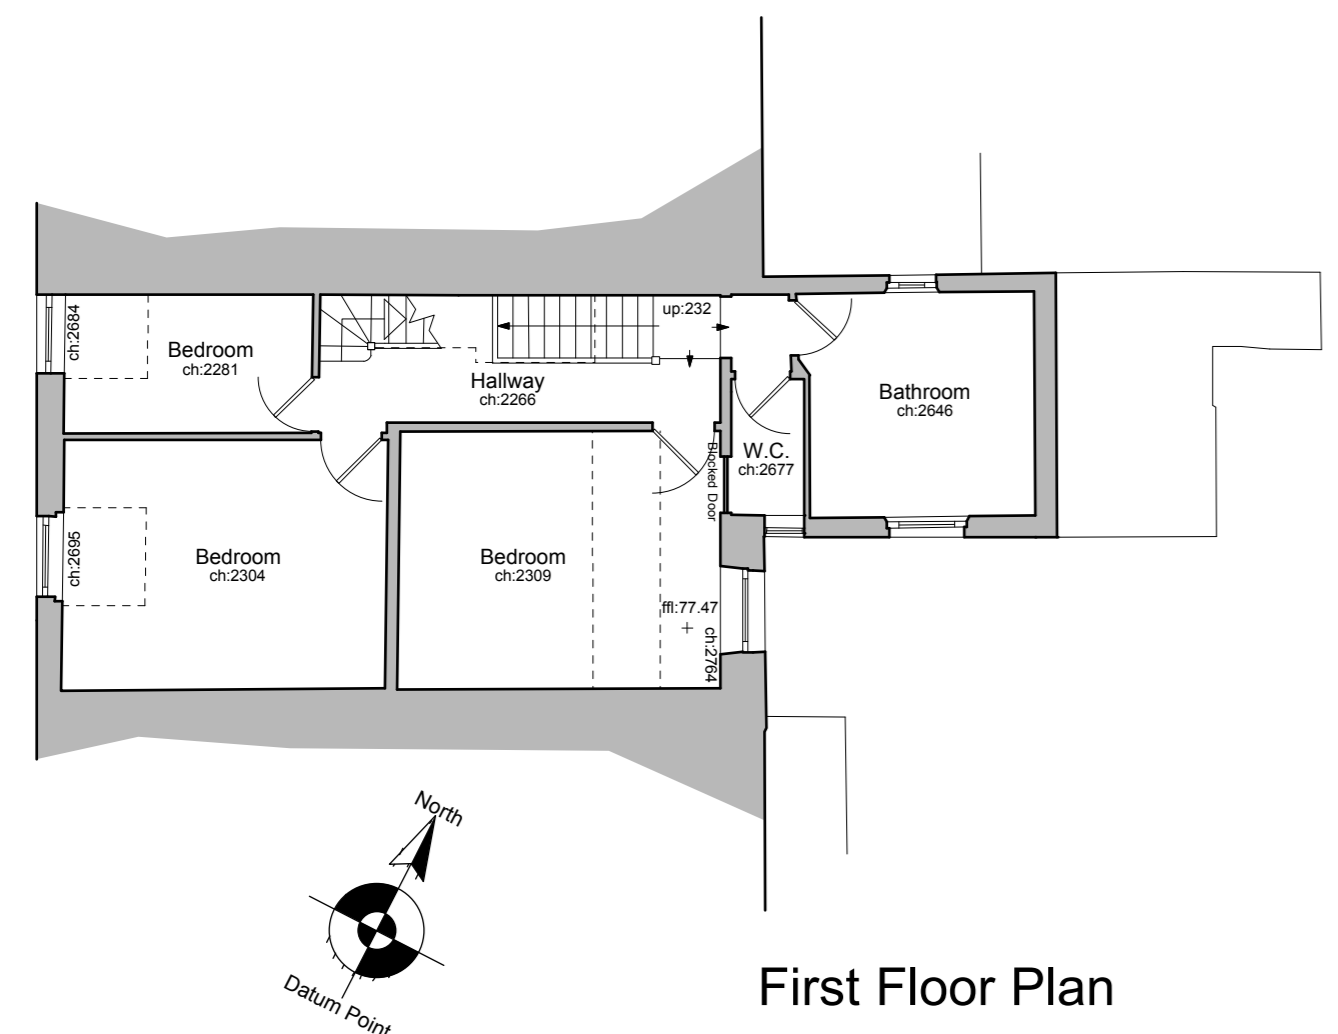 up:232
ch:2684
Bedroom
ch:2281
Hallway
ch:2266
Bathroom
ch:2646
W.C.
ch:2677
Blocked Door
ch:2695
Bedroom
ch:2304
Bedroom
ch:2309
ffl:77.47
ch:2764
North
Datum Point
First Floor Plan